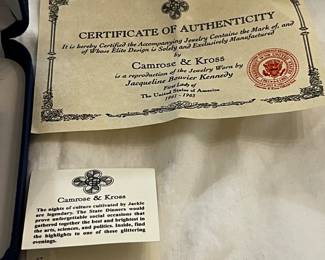 CERTIFICATE OF AUTHENTICITY
It is hereby Certified the Accompanying Jewelry Contains the Mark of, and
of Whose Elite Design is Solely and Exclusively Manufactured
by
Camrose & Kross
is a reproduction of the Jewelry Worn by
Jacqueline Bouvier Kennedy
First Lady of
The United States of America
1961 - 1963
Camrose & Kross
The nights of culture cultivated by Jackie
are legendary. The State Dinners would
prove unforgettable social occasions that
gathered together the best and brightest in
the arts, sciences, and politics. Inside, find
the highlights to one of these glittering
evenings.